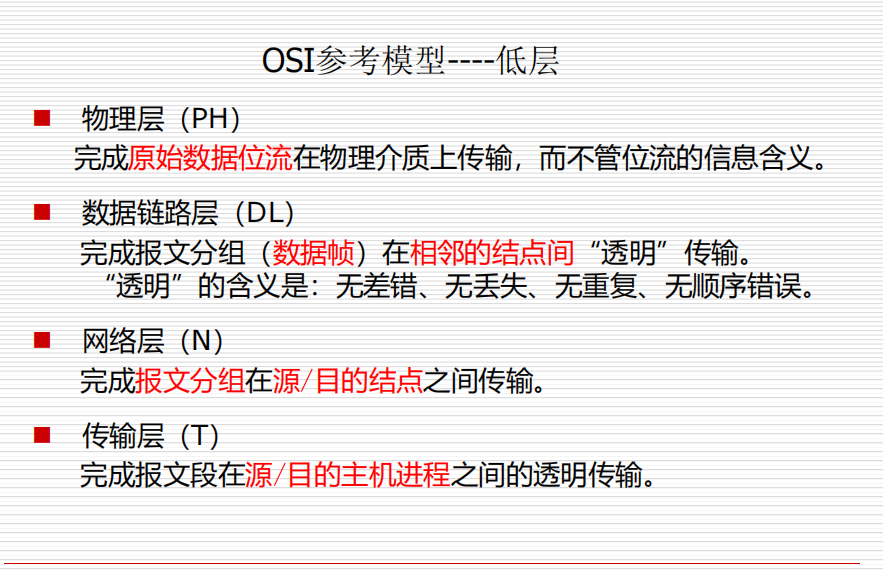 OSI参考模型----低层
物理层（PH）
完成原始数据位流在物理介质上传输，而不管位流的信息含义。
数据链路层（DL）
完成报文分组（数据帧）在相邻的结点间“透明”传输。
“透明”的含义是：无差错、无丢失、无重复、无顺序错误。
网络层（N）
完成报文分组在源/目的结点之间传输。
传输层（T）
完成报文段在源/目的主机进程之间的透明传输。